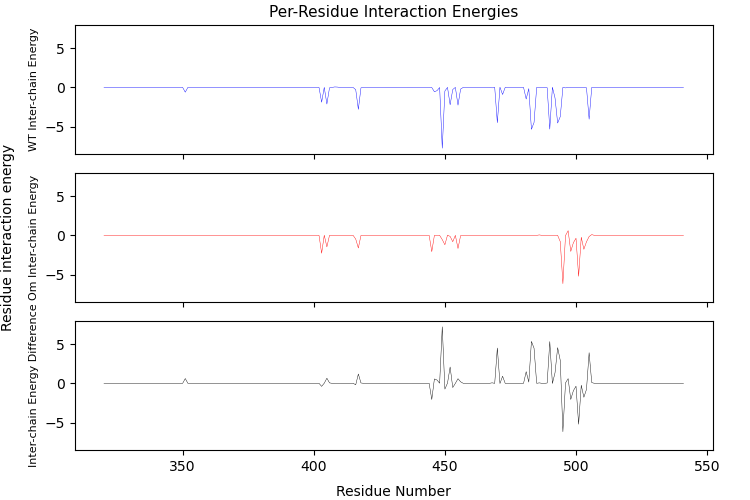 Per-Residue Interaction Energies
WT Inter-chain Energy
5
0
−5
Om Inter-chain Energy
5
0
−5
Inter-chain Energy Difference
5
0
−5
350
400
450
500
550
Residue Number
Residue interaction energy